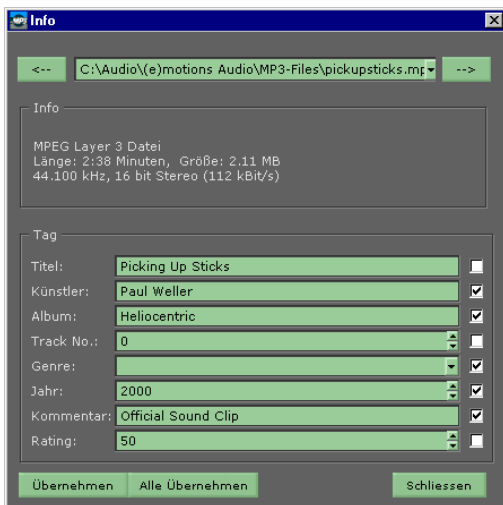 Info
<-- C:\Audio\(e)motions Audio\MP3-Files\pickupsticks.mp -->
Info
MPEG Layer 3 Datei
Länge: 2:38 Minuten, Größe: 2.11 MB
44.100 kHz, 16 bit Stereo (112 kBit/s)
Tag
Titel: Picking Up Sticks
Künstler: Paul Weller
Album: Heliocentric
Track No.: 0
Genre:
Jahr: 2000
Kommentar: Official Sound Clip
Rating: 50
Übernehmen Alle Übernehmen Schliessen